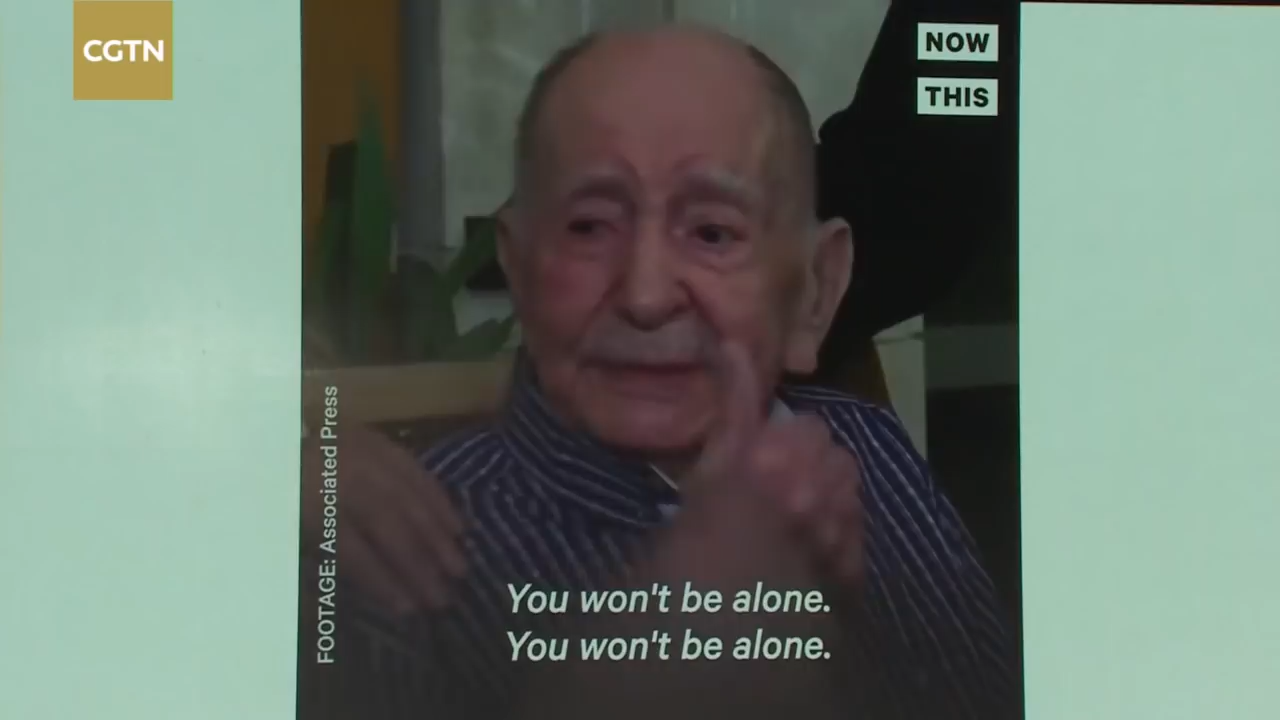 CGTN
NOW
THIS
FOOTAGE: Associated Press
You won't be alone.
You won't be alone.